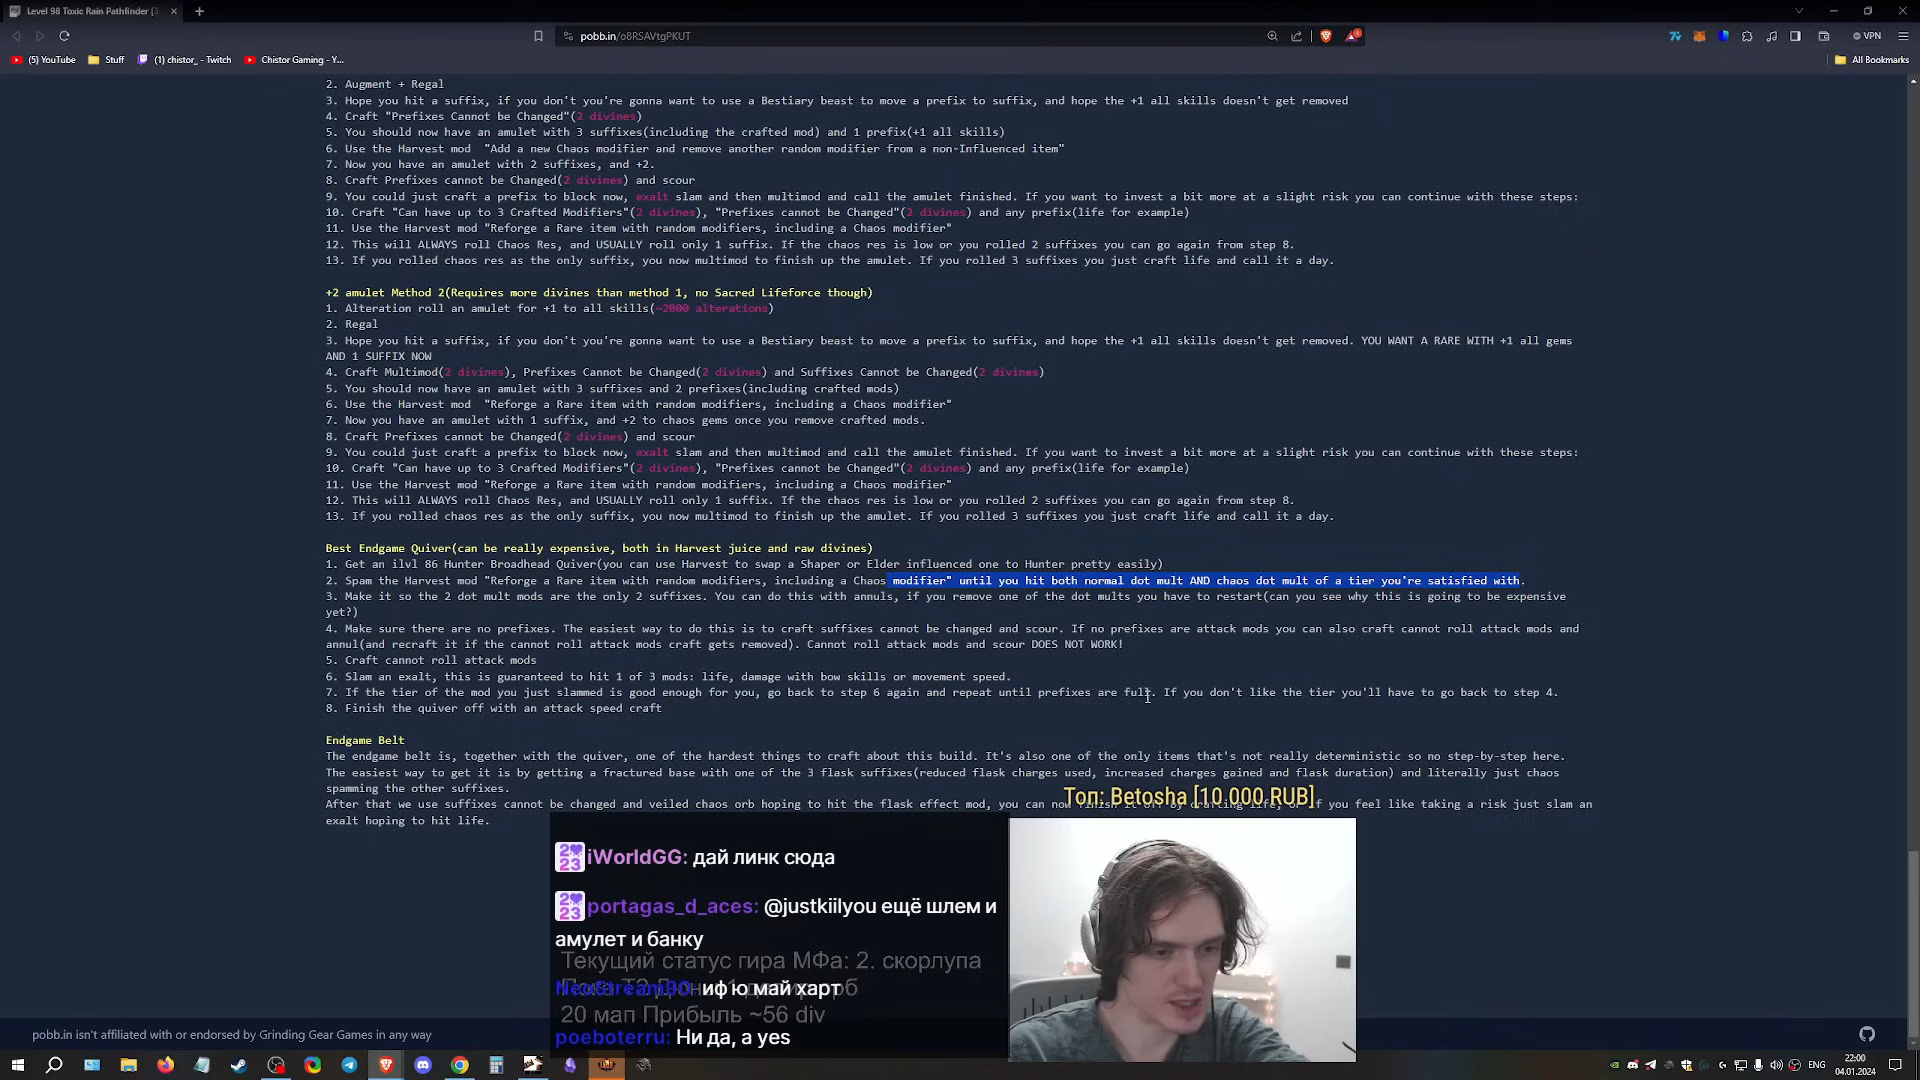 Level 98 Toxic Rain Pathfinder [3
pobb.in/o8RSAVtgPKUT
VPN
(5) YouTube
Stuff
(1) chistor_ - Twitch
Chistor Gaming - Y...
All Bookmarks
2. Augment + Regal
3. Hope you hit a suffix, if you don't you're gonna want to use a Bestiary beast to move a prefix to suffix, and hope the +1 all skills doesn't get removed
4. Craft "Prefixes Cannot be Changed"(2 divines)
5. You should now have an amulet with 3 suffixes(including the crafted mod) and 1 prefix(+1 all skills)
6. Use the Harvest mod "Add a new Chaos modifier and remove another random modifier from a non-Influenced item"
7. Now you have an amulet with 2 suffixes, and +2.
8. Craft Prefixes cannot be Changed(2 divines) and scour
9. You could just craft a prefix to block now, exalt slam and then multimod and call the amulet finished. If you want to invest a bit more at a slight risk you can continue with these steps:
10. Craft "Can have up to 3 Crafted Modifiers"(2 divines), "Prefixes cannot be Changed"(2 divines) and any prefix(life for example)
11. Use the Harvest mod "Reforge a Rare item with random modifiers, including a Chaos modifier"
12. This will ALWAYS roll Chaos Res, and USUALLY roll only 1 suffix. If the chaos res is low or you rolled 2 suffixes you can go again from step 8.
13. If you rolled chaos res as the only suffix, you now multimod to finish up the amulet. If you rolled 3 suffixes you just craft life and call it a day.
+2 amulet Method 2(Requires more divines than method 1, no Sacred Lifeforce though)
1. Alteration roll an amulet for +1 to all skills(~2000 alterations)
2. Regal
3. Hope you hit a suffix, if you don't you're gonna want to use a Bestiary beast to move a prefix to suffix, and hope the +1 all skills doesn't get removed. YOU WANT A RARE WITH +1 all gems
AND 1 SUFFIX NOW
4. Craft Multimod(2 divines), Prefixes Cannot be Changed(2 divines) and Suffixes Cannot be Changed(2 divines)
5. You should now have an amulet with 3 suffixes and 2 prefixes(including crafted mods)
6. Use the Harvest mod "Reforge a Rare item with random modifiers, including a Chaos modifier"
7. Now you have an amulet with 1 suffix, and +2 to chaos gems once you remove crafted mods.
8. Craft Prefixes cannot be Changed(2 divines) and scour
9. You could just craft a prefix to block now, exalt slam and then multimod and call the amulet finished. If you want to invest a bit more at a slight risk you can continue with these steps:
10. Craft "Can have up to 3 Crafted Modifiers"(2 divines), "Prefixes cannot be Changed"(2 divines) and any prefix(life for example)
11. Use the Harvest mod "Reforge a Rare item with random modifiers, including a Chaos modifier"
12. This will ALWAYS roll Chaos Res, and USUALLY roll only 1 suffix. If the chaos res is low or you rolled 2 suffixes you can go again from step 8.
13. If you rolled chaos res as the only suffix, you now multimod to finish up the amulet. If you rolled 3 suffixes you just craft life and call it a day.
Best Endgame Quiver(can be really expensive, both in Harvest juice and raw divines)
1. Get an ilvl 86 Hunter Broadhead Quiver(you can use Harvest to swap a Shaper or Elder influenced one to Hunter pretty easily)
2. Spam the Harvest mod "Reforge a Rare item with random modifiers, including a Chaos modifier" until you hit both normal dot mult AND chaos dot mult of a tier you're satisfied with.
3. Make it so the 2 dot mult mods are the only 2 suffixes. You can do this with annuls, if you remove one of the dot mults you have to restart(can you see why this is going to be expensive
yet?)
4. Make sure there are no prefixes. The easiest way to do this is to craft suffixes cannot be changed and scour. If no prefixes are attack mods you can also craft cannot roll attack mods and
annul(and recraft it if the cannot roll attack mods craft gets removed). Cannot roll attack mods and scour DOES NOT WORK!
5. Craft cannot roll attack mods
6. Slam an exalt, this is guaranteed to hit 1 of 3 mods: life, damage with bow skills or movement speed.
7. If the tier of the mod you just slammed is good enough for you, go back to step 6 again and repeat until prefixes are full. If you don't like the tier you'll have to go back to step 4.
8. Finish the quiver off with an attack speed craft
Endgame Belt
The endgame belt is, together with the quiver, one of the hardest things to craft about this build. It's also one of the only items that's not really deterministic so no step-by-step here.
The easiest way to get it is by getting a fractured base with one of the 3 flask suffixes(reduced flask charges used, increased charges gained and flask duration) and literally just chaos
spamming the other suffixes.
After that we use suffixes cannot be changed and veiled chaos orb hoping to hit the flask effect mod, you can now finish it off by crafting life, or if you feel like taking a risk just slam an
exalt hoping to hit life.
Топ: Betosha [10 000 RUB]
iWorldGG: дай линк сюда
portagas_d_aces: @justkiilyou ещё шлем и
амулет и банку
Текущий статус гира МФа: 2. скорлупа
NeoStream90: иф ю май харт
20 мап Прибыль ~56 div
poeboterru: Ни да, а yes
pobb.in isn't affiliated with or endorsed by Grinding Gear Games in any way
ENG
22:00
04.01.2024